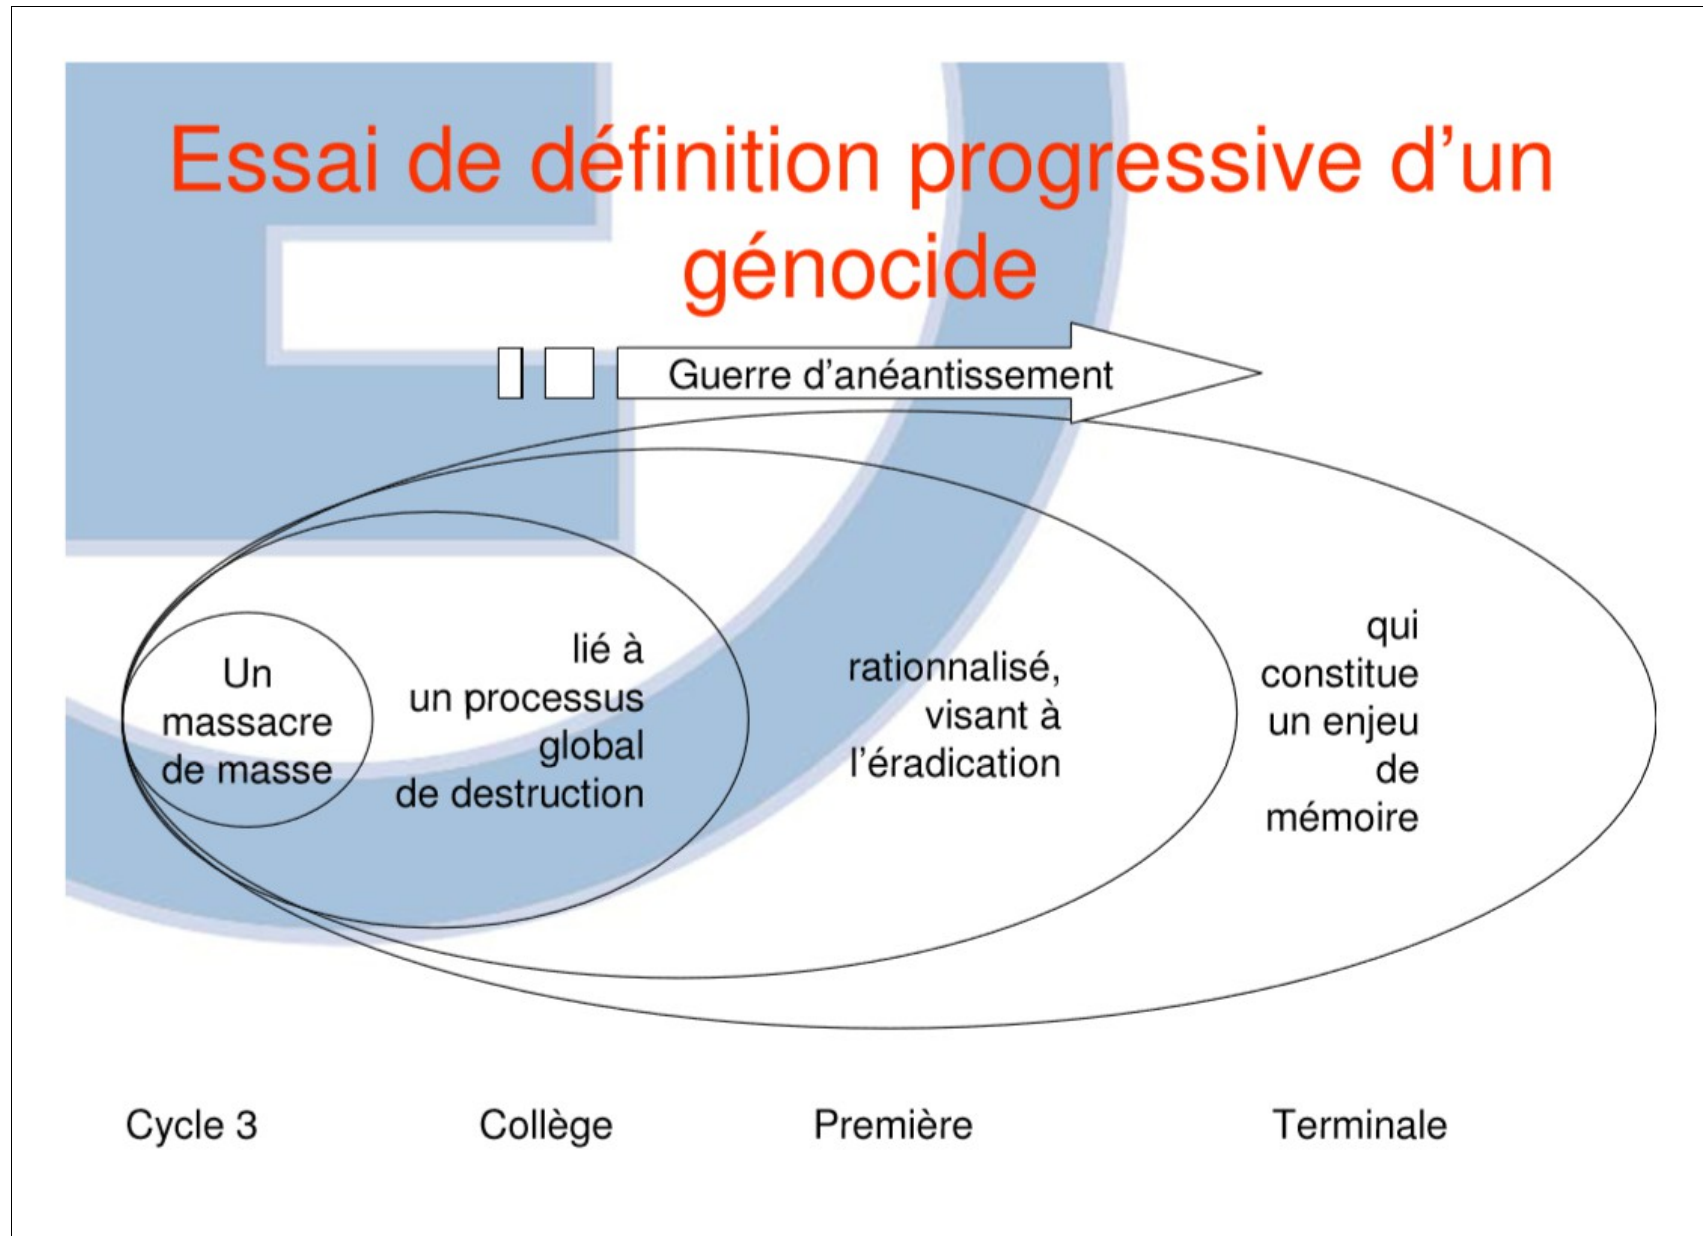 Essai de définition progressive d’un
génocide
Guerre d’anéantissement
Un
massacre
de masse
lié à
un processus
global
de destruction
rationnalisé,
visant à
l’éradication
qui
constitue
un enjeu
de
mémoire
Cycle 3
Collège
Première
Terminale